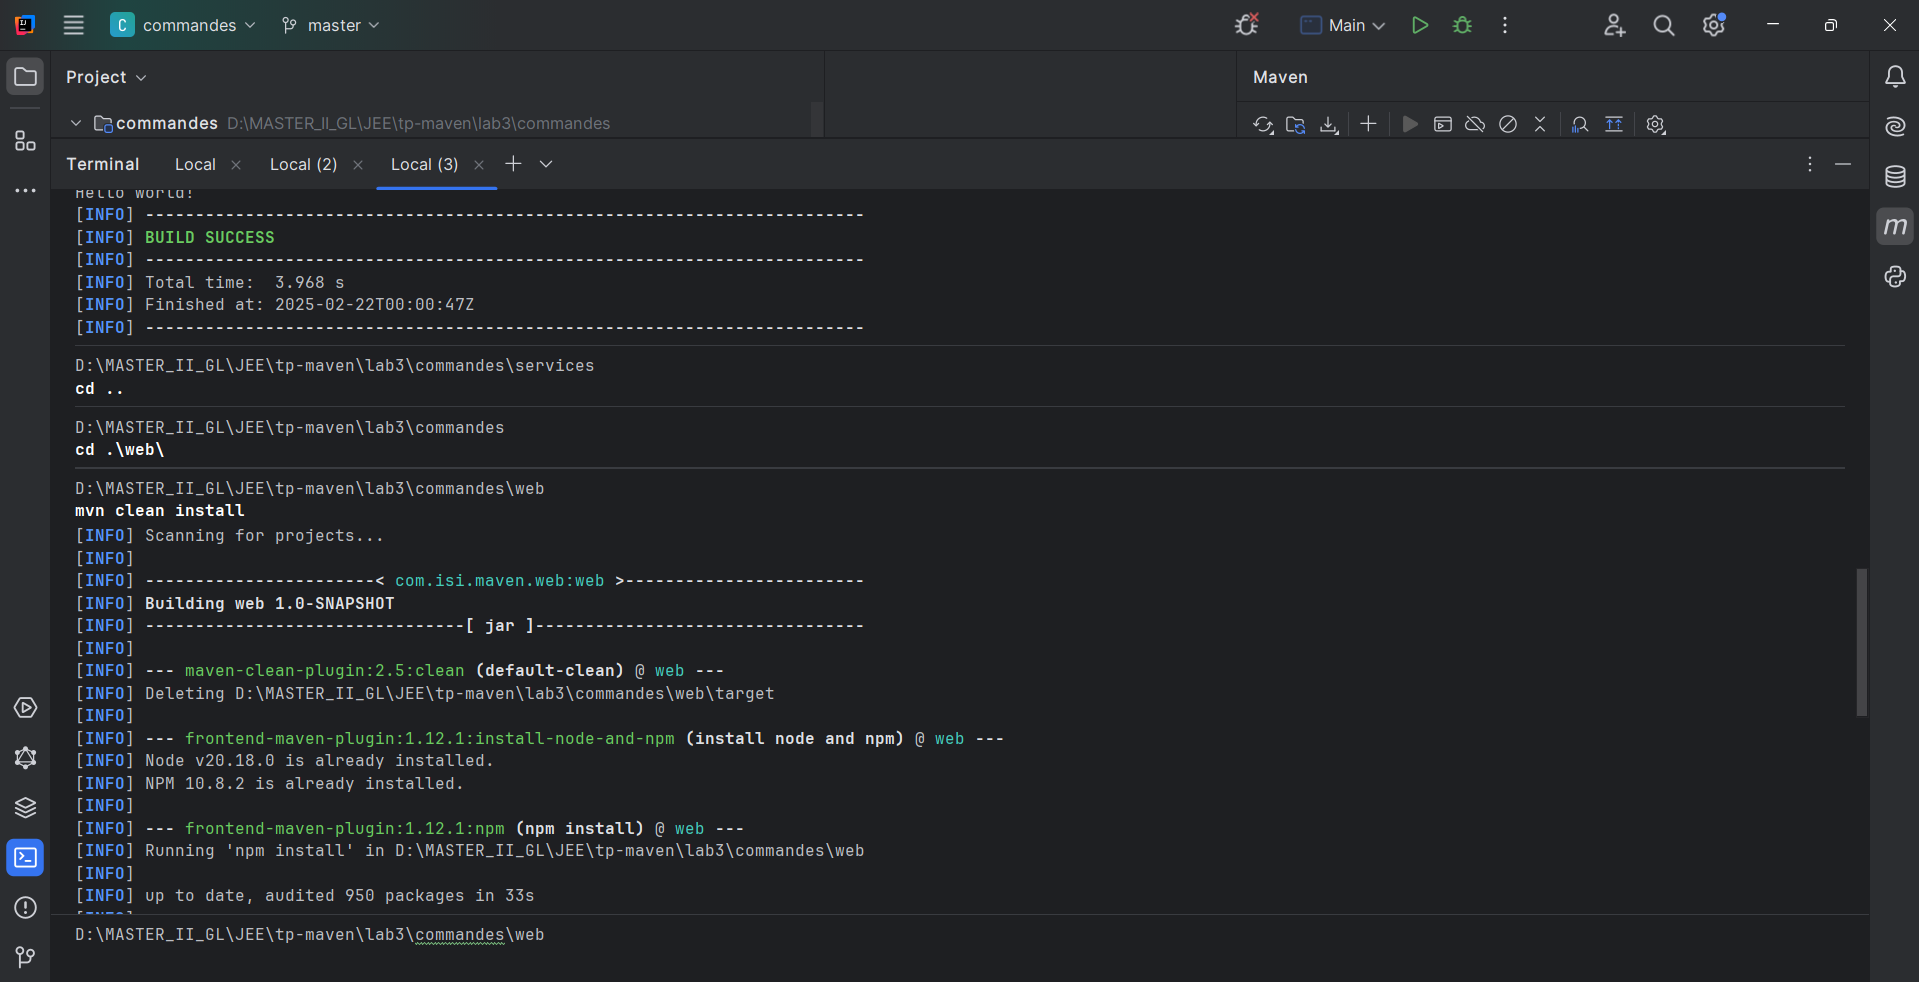 C commandes master Main
Project Maven
commandes D:\MASTER_II_GL\JEE\tp-maven\lab3\commandes
Terminal Local Local (2) Local (3)
Hello World!
[INFO] ------------------------------------------------------------------------
[INFO] BUILD SUCCESS
[INFO] ------------------------------------------------------------------------
[INFO] Total time:  3.968 s
[INFO] Finished at: 2025-02-22T00:00:47Z
[INFO] ------------------------------------------------------------------------
D:\MASTER_II_GL\JEE\tp-maven\lab3\commandes\services
cd ..
D:\MASTER_II_GL\JEE\tp-maven\lab3\commandes
cd .\web\
D:\MASTER_II_GL\JEE\tp-maven\lab3\commandes\web
mvn clean install
[INFO] Scanning for projects...
[INFO]
[INFO] -----------------------< com.isi.maven.web:web >------------------------
[INFO] Building web 1.0-SNAPSHOT
[INFO] --------------------------------[ jar ]---------------------------------
[INFO]
[INFO] --- maven-clean-plugin:2.5:clean (default-clean) @ web ---
[INFO] Deleting D:\MASTER_II_GL\JEE\tp-maven\lab3\commandes\web\target
[INFO]
[INFO] --- frontend-maven-plugin:1.12.1:install-node-and-npm (install node and npm) @ web ---
[INFO] Node v20.18.0 is already installed.
[INFO] NPM 10.8.2 is already installed.
[INFO]
[INFO] --- frontend-maven-plugin:1.12.1:npm (npm install) @ web ---
[INFO] Running 'npm install' in D:\MASTER_II_GL\JEE\tp-maven\lab3\commandes\web
[INFO]
[INFO] up to date, audited 950 packages in 33s
[INFO]
D:\MASTER_II_GL\JEE\tp-maven\lab3\commandes\web